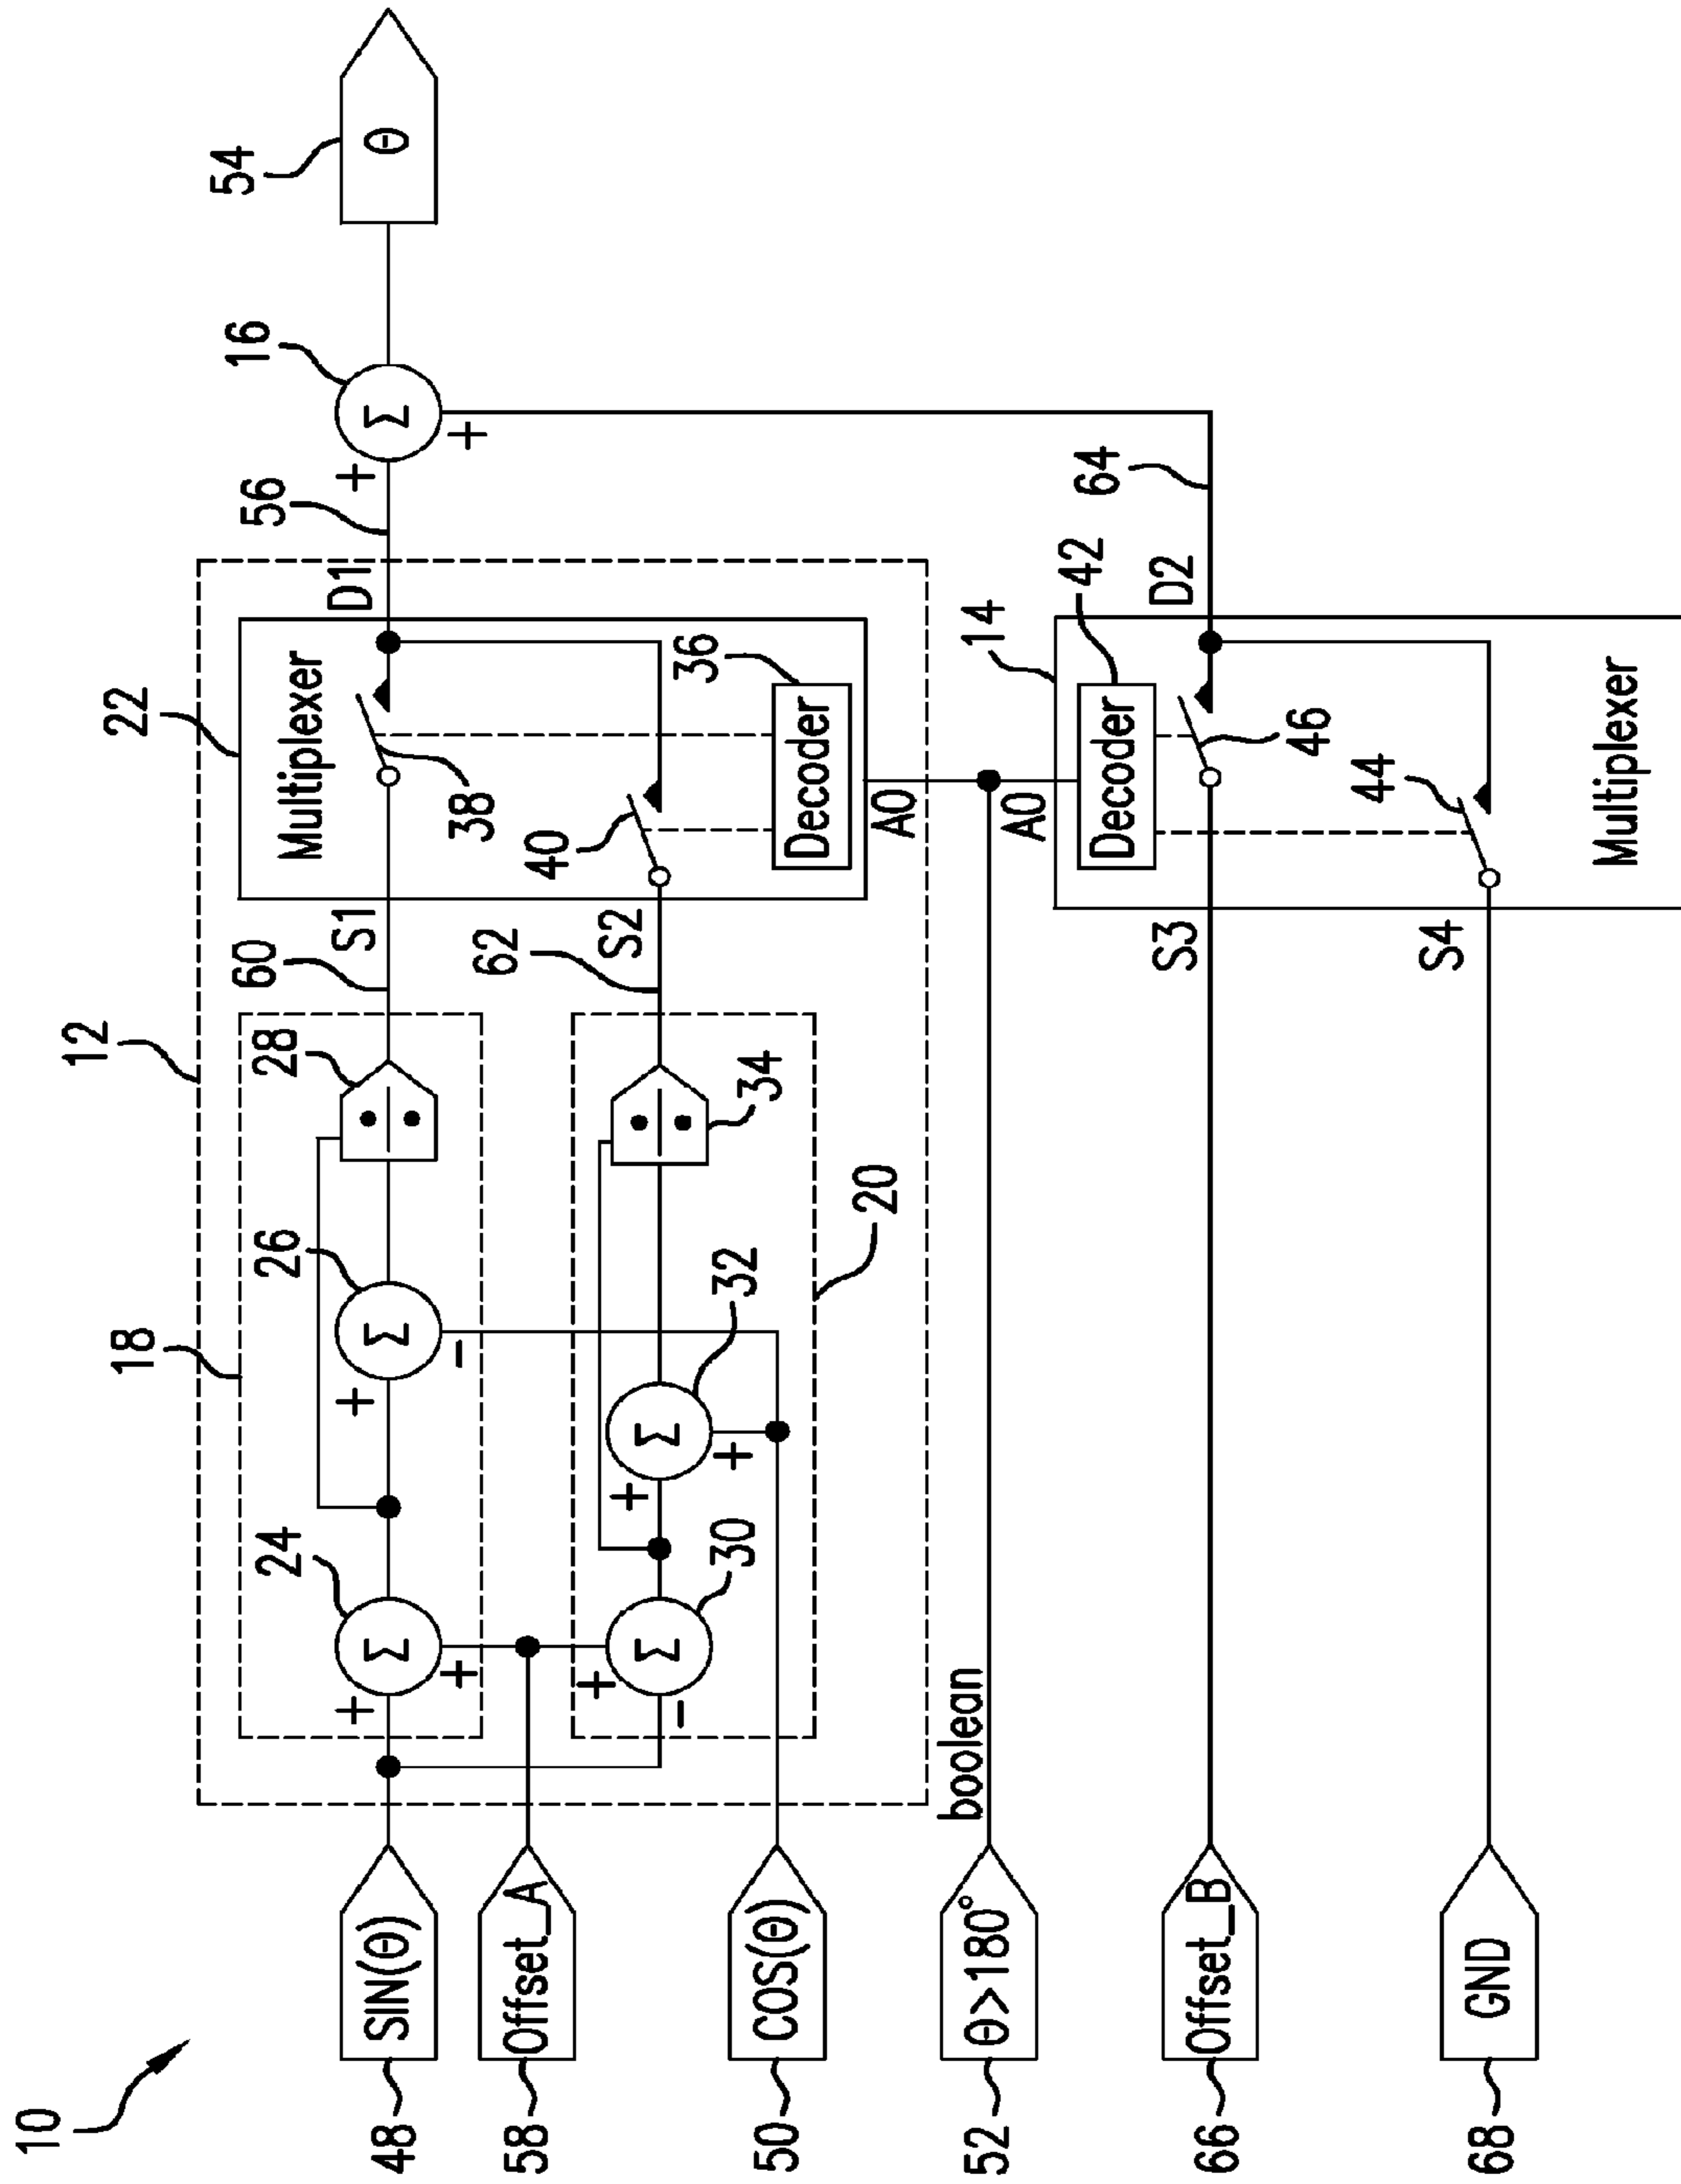 10
12
18
24
Σ
+
+
26
Σ
+
-
28
60
S1
22
Multiplexer
38
D1
56
+
16
Σ
+
54
Θ
48
SIN(Θ)
58
Offset_A
50
COS(Θ)
30
Σ
+
-
32
Σ
+
+
34
20
62
S2
40
36
Decoder
A0
52
Θ>180°
boolean
A0
14
42
Decoder
46
D2
64
66
Offset_B
S3
68
GND
S4
44
Multiplexer